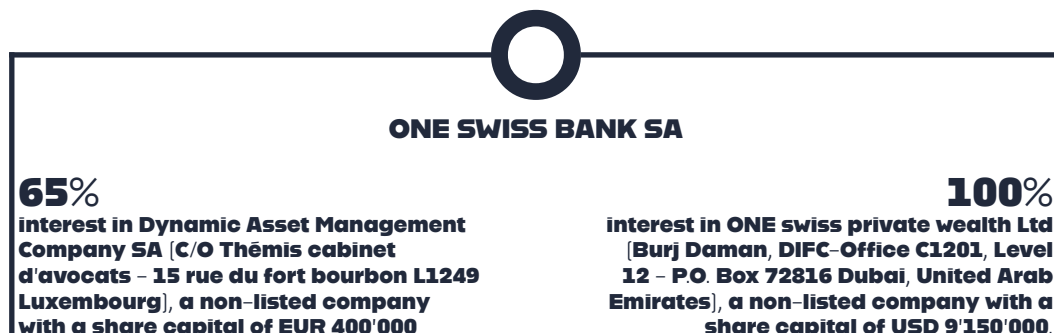 ONE SWISS BANK SA
65%
interest in Dynamic Asset Management
Company SA (C/O Thémis cabinet
d'avocats - 15 rue du fort bourbon L1249
Luxembourg), a non-listed company
with a share capital of EUR 400'000
100%
interest in ONE swiss private wealth Ltd
(Burj Daman, DIFC-Office C1201, Level
12 - P.O. Box 72816 Dubai, United Arab
Emirates), a non-listed company with a
share capital of USD 9'150'000.